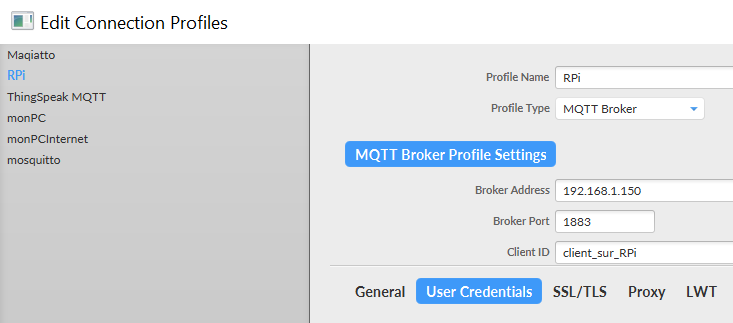 Edit Connection Profiles
Maqiatto
RPi
ThingSpeak MQTT
monPC
monPCInternet
mosquitto
Profile Name RPi
Profile Type MQTT Broker
MQTT Broker Profile Settings
Broker Address 192.168.1.150
Broker Port 1883
Client ID client_sur_RPi
General User Credentials SSL/TLS Proxy LWT